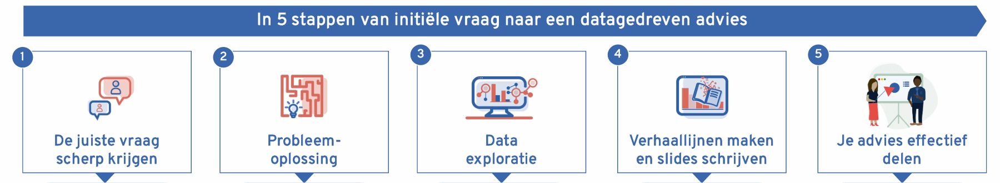 In 5 stappen van initiële vraag naar een datagedreven advies
1
De juiste vraag
scherp krijgen
2
Probleem-
oplossing
3
Data
exploratie
4
Verhaallijnen maken
en slides schrijven
5
Je advies effectief
delen